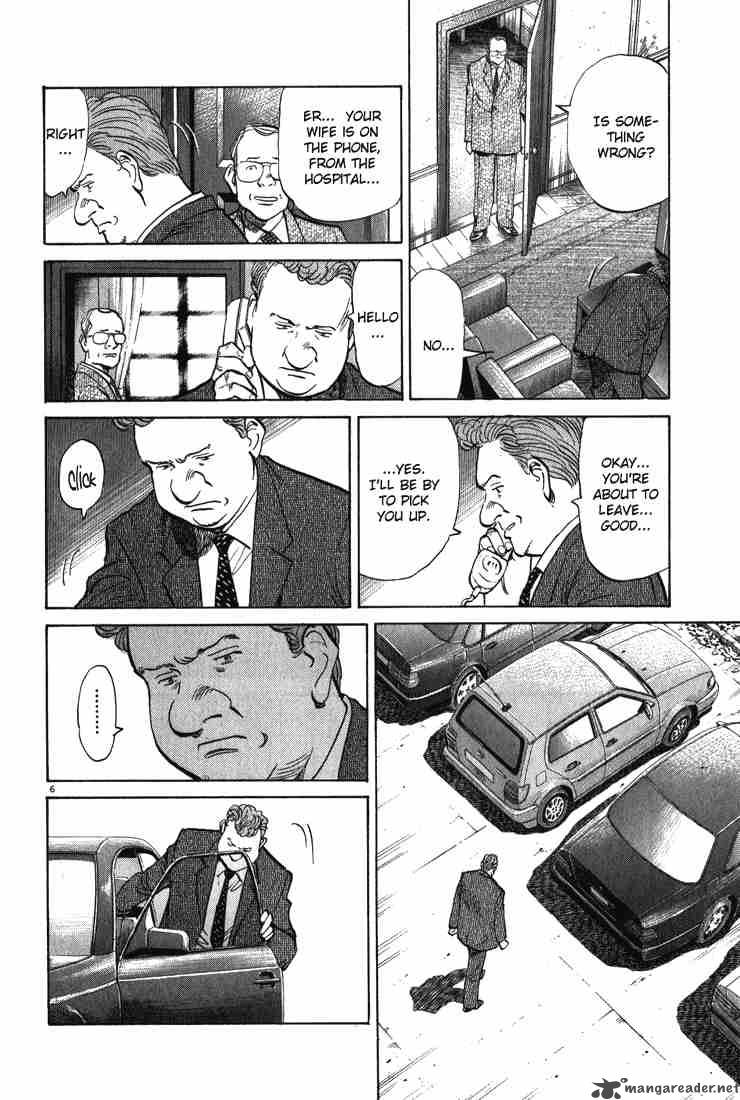 IS SOME-
THING
WRONG?
NO...
ER... YOUR
WIFE IS ON
THE PHONE,
FROM THE
HOSPITAL...
RIGHT
...
HELLO
...
OKAY...
YOU'RE
ABOUT TO
LEAVE...
GOOD...
...YES.
I'LL BE BY
TO PICK
YOU UP.
CLICK
........
6
mangareader.net